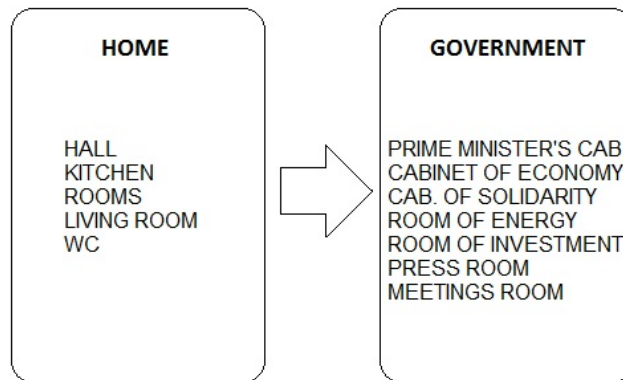 HOME
HALL
KITCHEN
ROOMS
LIVING ROOM
WC
GOVERNMENT
PRIME MINISTER'S CAB
CABINET OF ECONOMY
CAB. OF SOLIDARITY
ROOM OF ENERGY
ROOM OF INVESTMENT
PRESS ROOM
MEETINGS ROOM